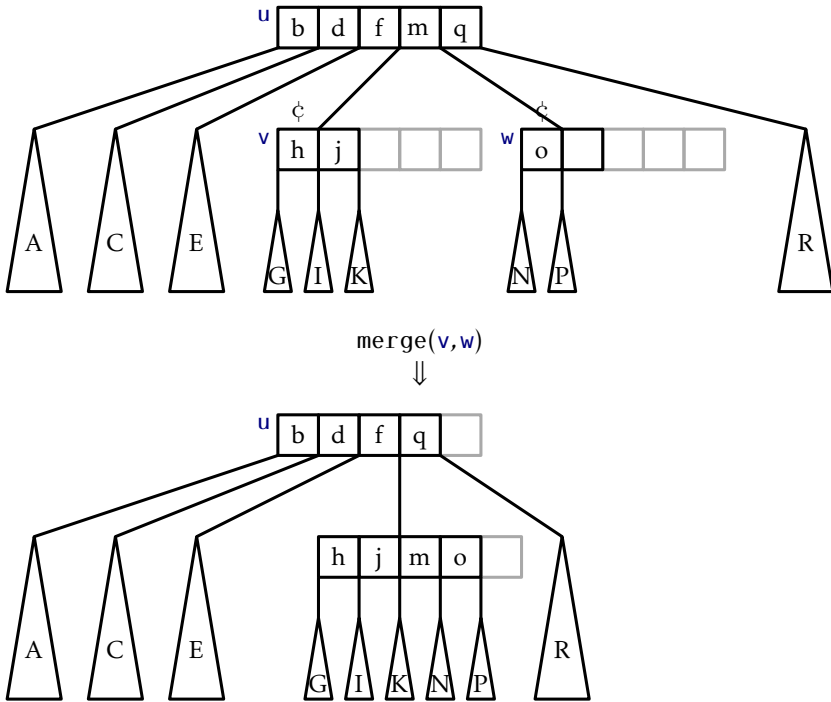 u b d f m q
¢ ¢
v h j w o
A C E G I K N P R
merge(v,w)
⇓
u b d f q
h j m o
A C E G I K N P R